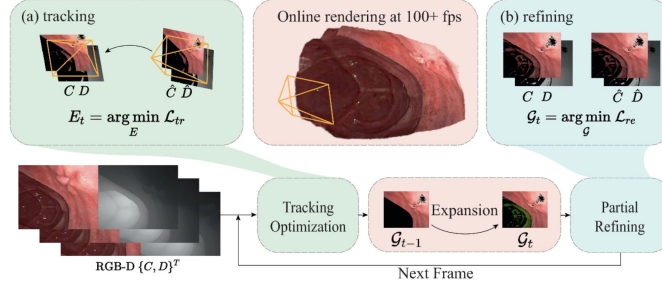 (a) tracking
C D
Ĉ D̂
E_t = arg min_E 𝓛_tr
Online rendering at 100+ fps
(b) refining
C D
Ĉ D̂
𝒢_t = arg min_𝒢 𝓛_re
RGB-D {C, D}^T
Tracking
Optimization
Expansion
𝒢_{t−1}
𝒢_t
Partial
Refining
Next Frame